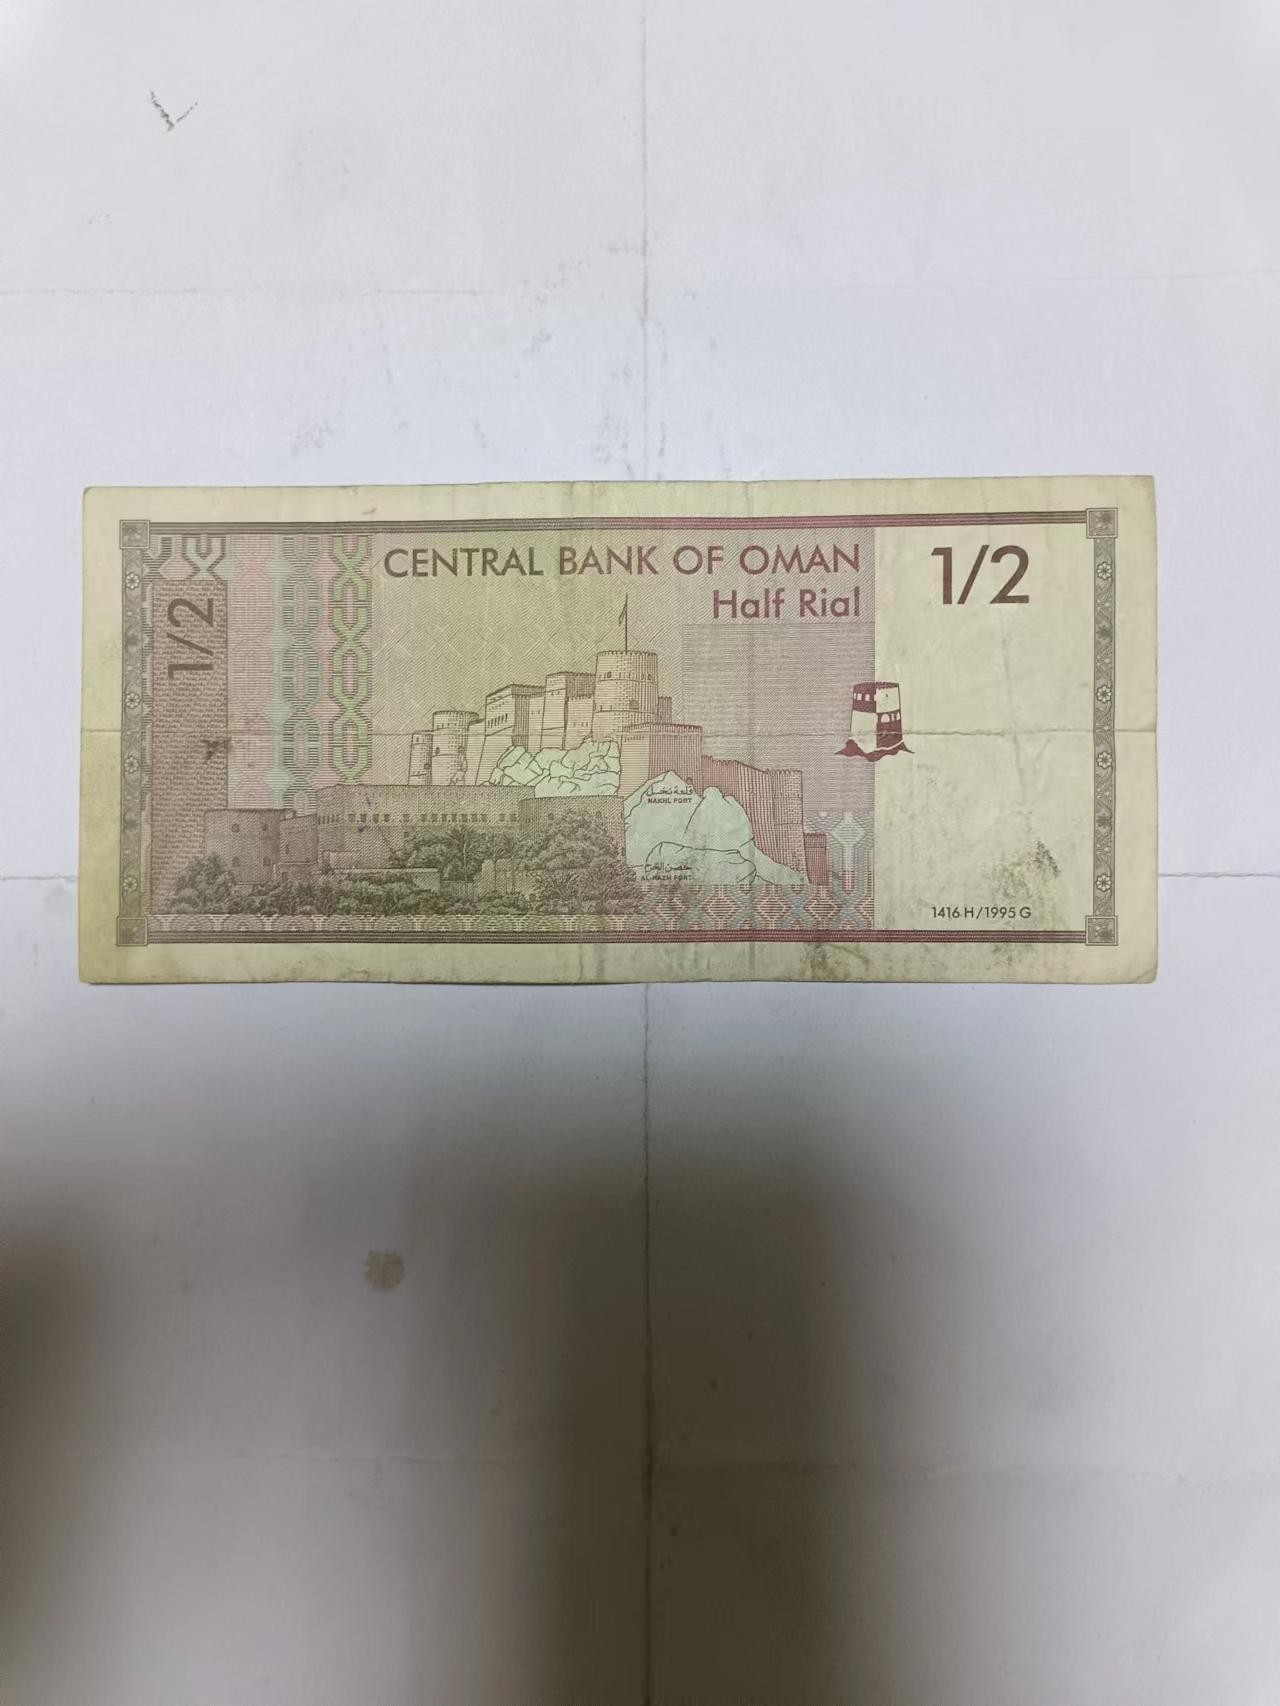 CENTRAL BANK OF OMAN
1/2
Half Rial
1/2
قلعة نخل
NAKHL FORT
حصن الحزم
AL-HAZM FORT
1416 H/1995 G